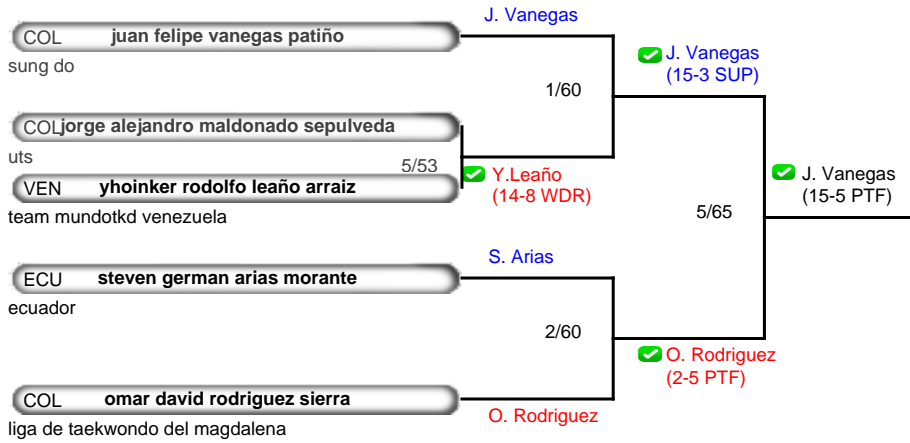 J. Vanegas
COL juan felipe vanegas patiño
sung do
J. Vanegas
(15-3 SUP)
1/60
COL jorge alejandro maldonado sepulveda
uts
5/53
Y.Leaño
(14-8 WDR)
VEN yhoinker rodolfo leaño arraiz
team mundotkd venezuela
J. Vanegas
(15-5 PTF)
5/65
S. Arias
ECU steven german arias morante
ecuador
2/60
O. Rodriguez
(2-5 PTF)
COL omar david rodriguez sierra
O. Rodriguez
liga de taekwondo del magdalena